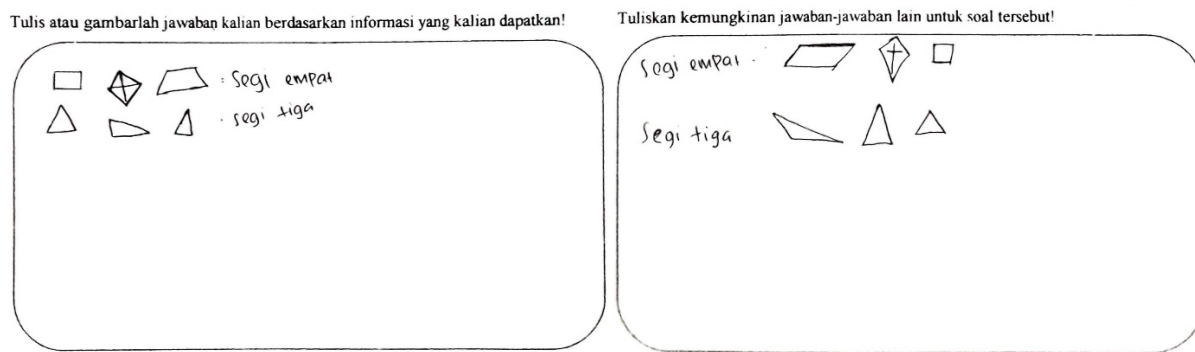 Tulis atau gambarlah jawaban kalian berdasarkan informasi yang kalian dapatkan!
: Segi empat
. segi tiga
Tuliskan kemungkinan jawaban-jawaban lain untuk soal tersebut!
Segi empat .
Segi tiga